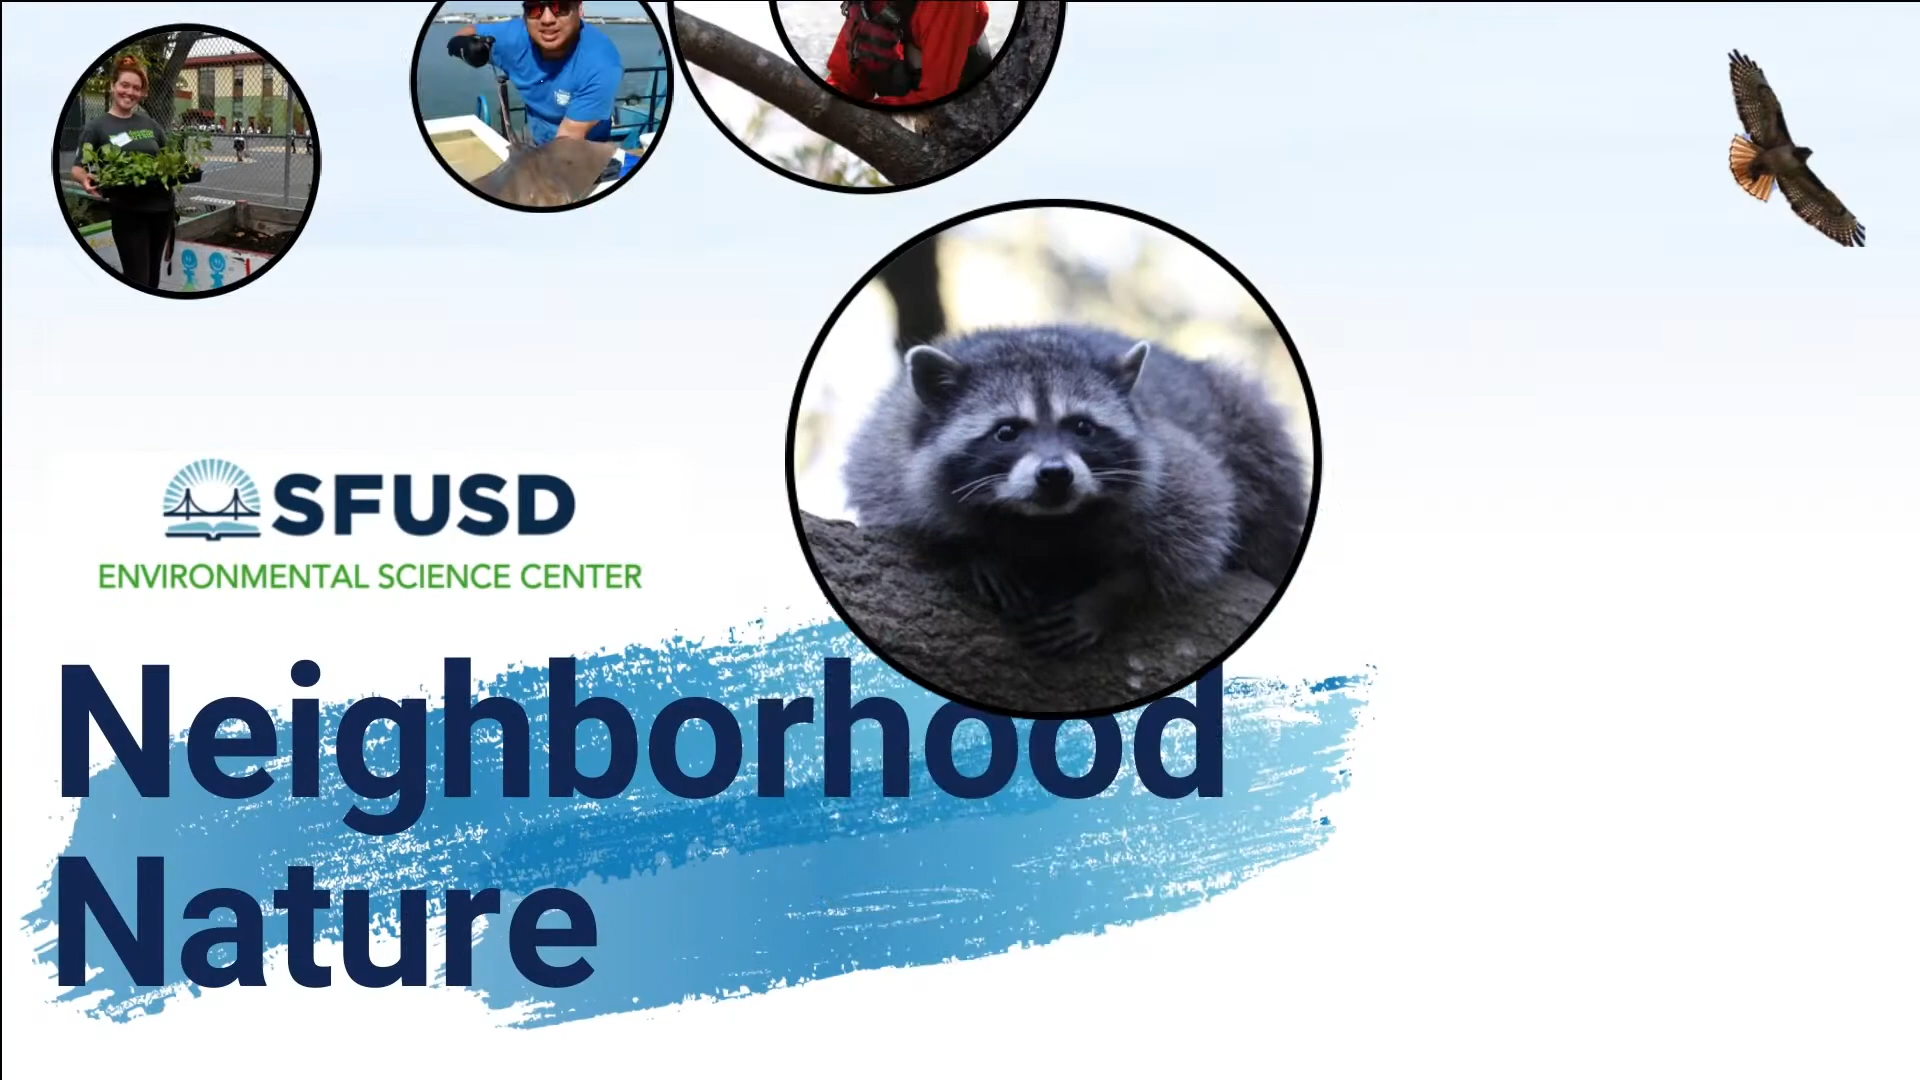 SFUSD
ENVIRONMENTAL SCIENCE CENTER
Neighborhood
Nature